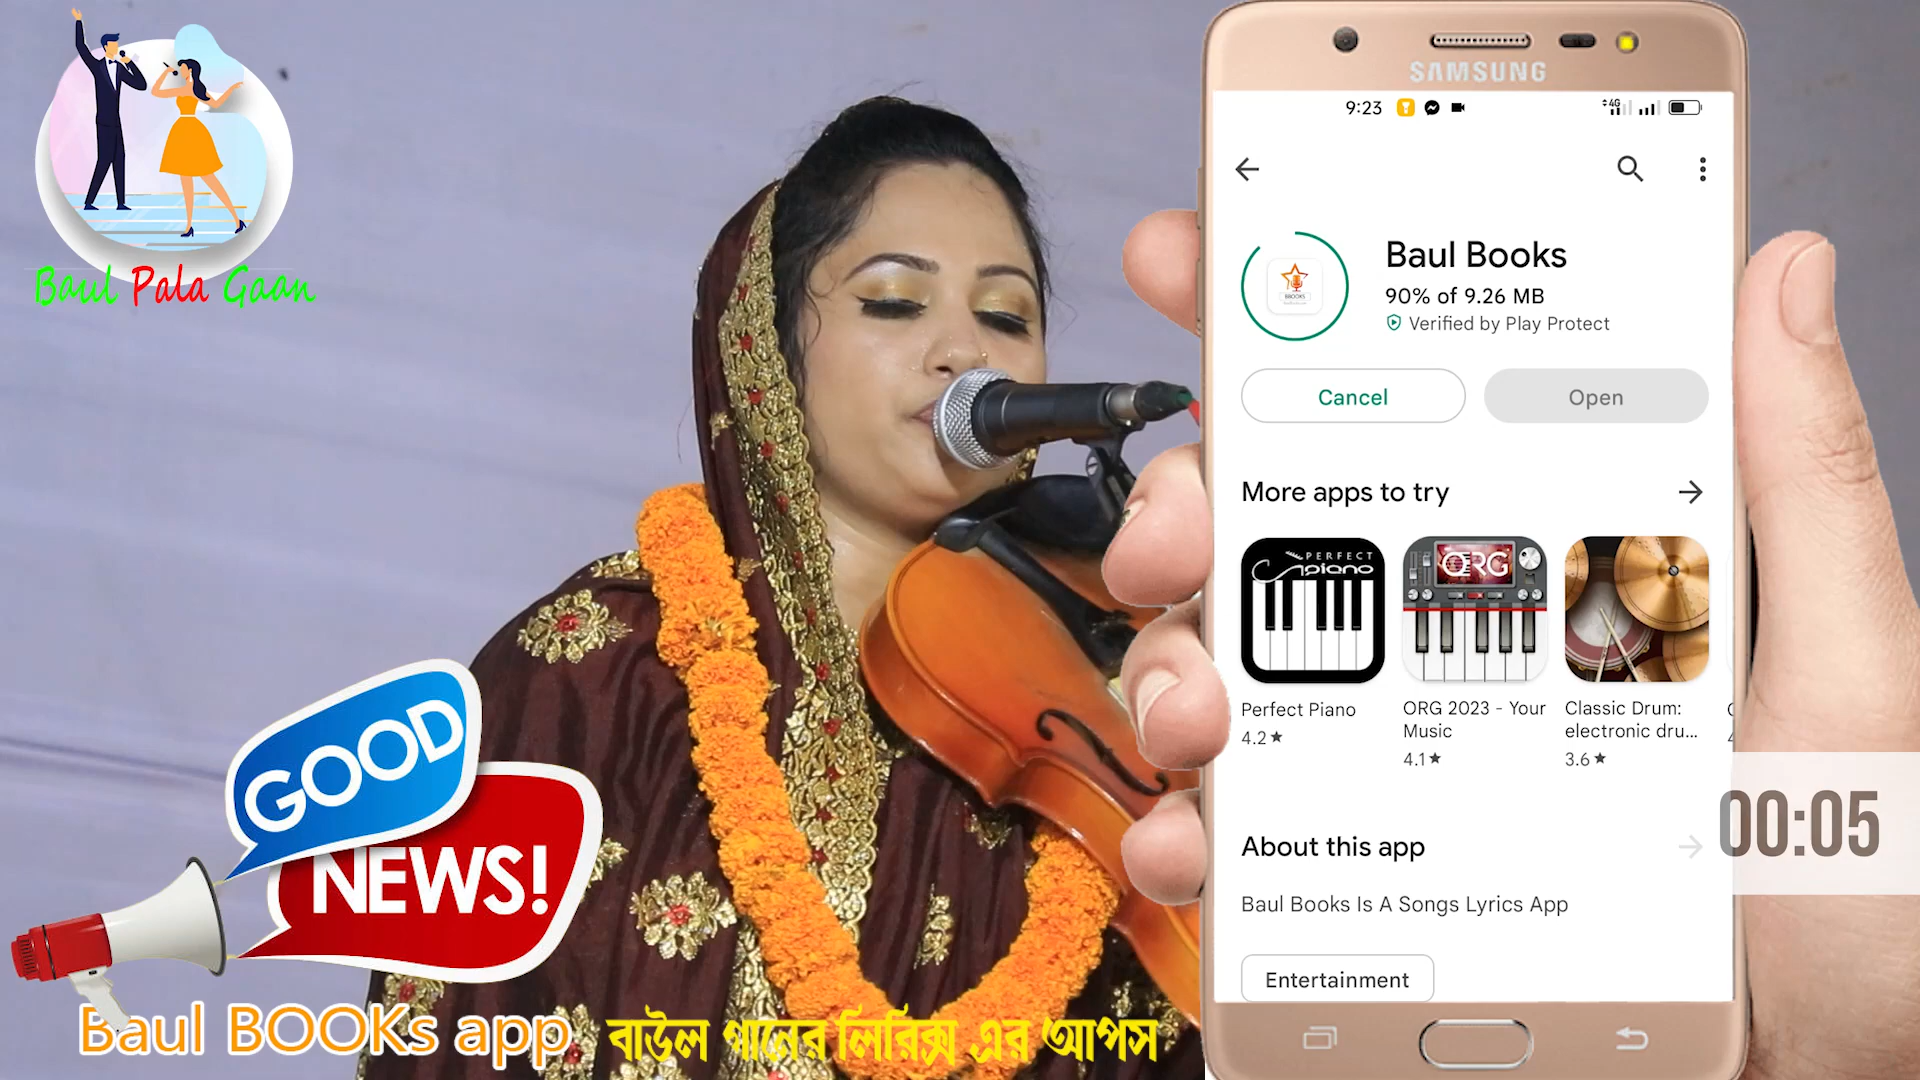 Baul Pala Gaan
GOOD
NEWS!
Baul BOOKs app
বাউল গানের লিরিক্স এর আপস
SAMSUNG
9:23
4G
Baul Books
90% of 9.26 MB
Verified by Play Protect
Cancel
Open
More apps to try
PERFECT
piano
ORG
Perfect Piano
4.2★
ORG 2023 - Your
Music
4.1★
Classic Drum:
electronic dru...
3.6★
00:05
About this app
Baul Books Is A Songs Lyrics App
Entertainment